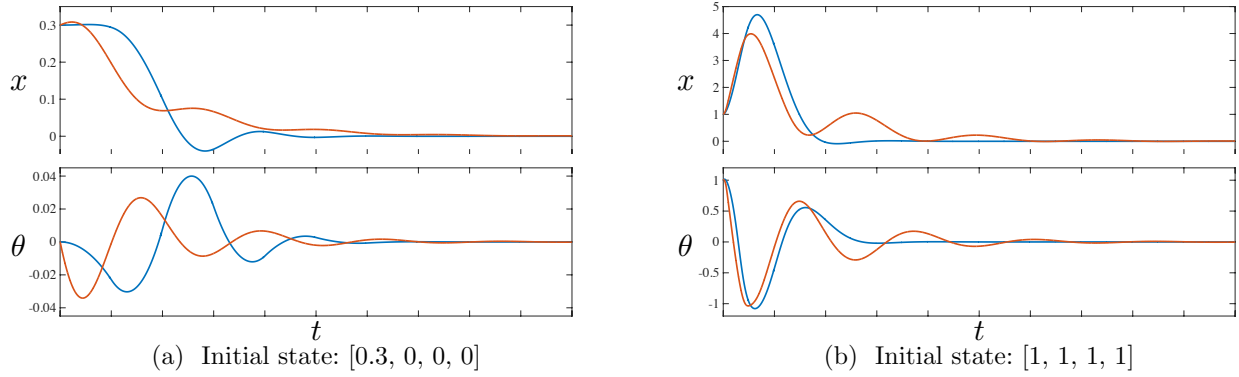 0.3
0.2
x
0.1
0
0.04
0.02
θ
0
-0.02
-0.04
t
(a) Initial state: [0.3, 0, 0, 0]
5
4
3
x
2
1
0
1
0.5
θ
0
-0.5
-1
t
(b) Initial state: [1, 1, 1, 1]